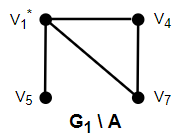 V₁* V₄
V₅ V₇
G₁ \ A